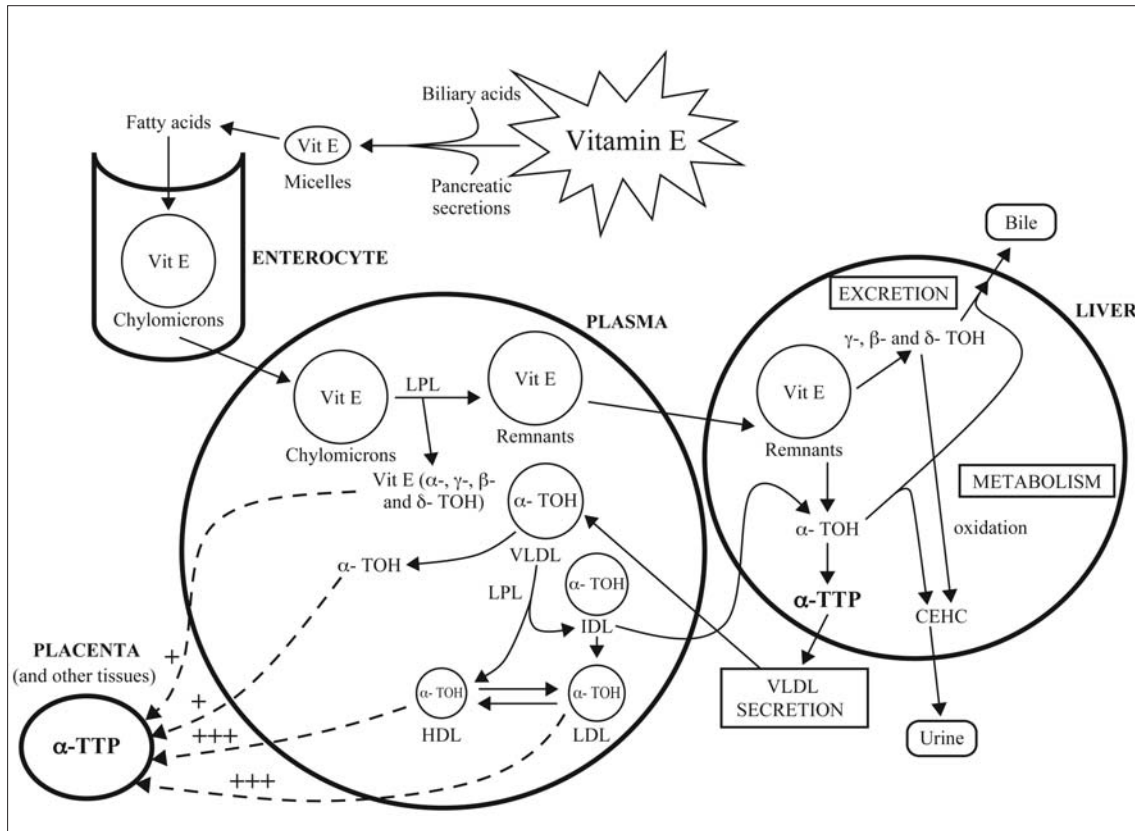 Biliary acids
Vitamin E
Fatty acids
Vit E
Micelles
Pancreatic
secretions
Vit E
ENTEROCYTE
Chylomicrons
Bile
EXCRETION
LIVER
PLASMA
γ-, β- and δ- TOH
Vit E
LPL
Vit E
Vit E
Remnants
Chylomicrons
Remnants
Vit E (α-, γ-, β-
and δ- TOH)
METABOLISM
α- TOH
α- TOH
oxidation
VLDL
α- TOH
α- TOH
LPL
α-TTP
IDL
CEHC
PLACENTA
(and other tissues)
+
+
+++
α-TTP
α- TOH
α- TOH
HDL
LDL
+++
VLDL
SECRETION
Urine